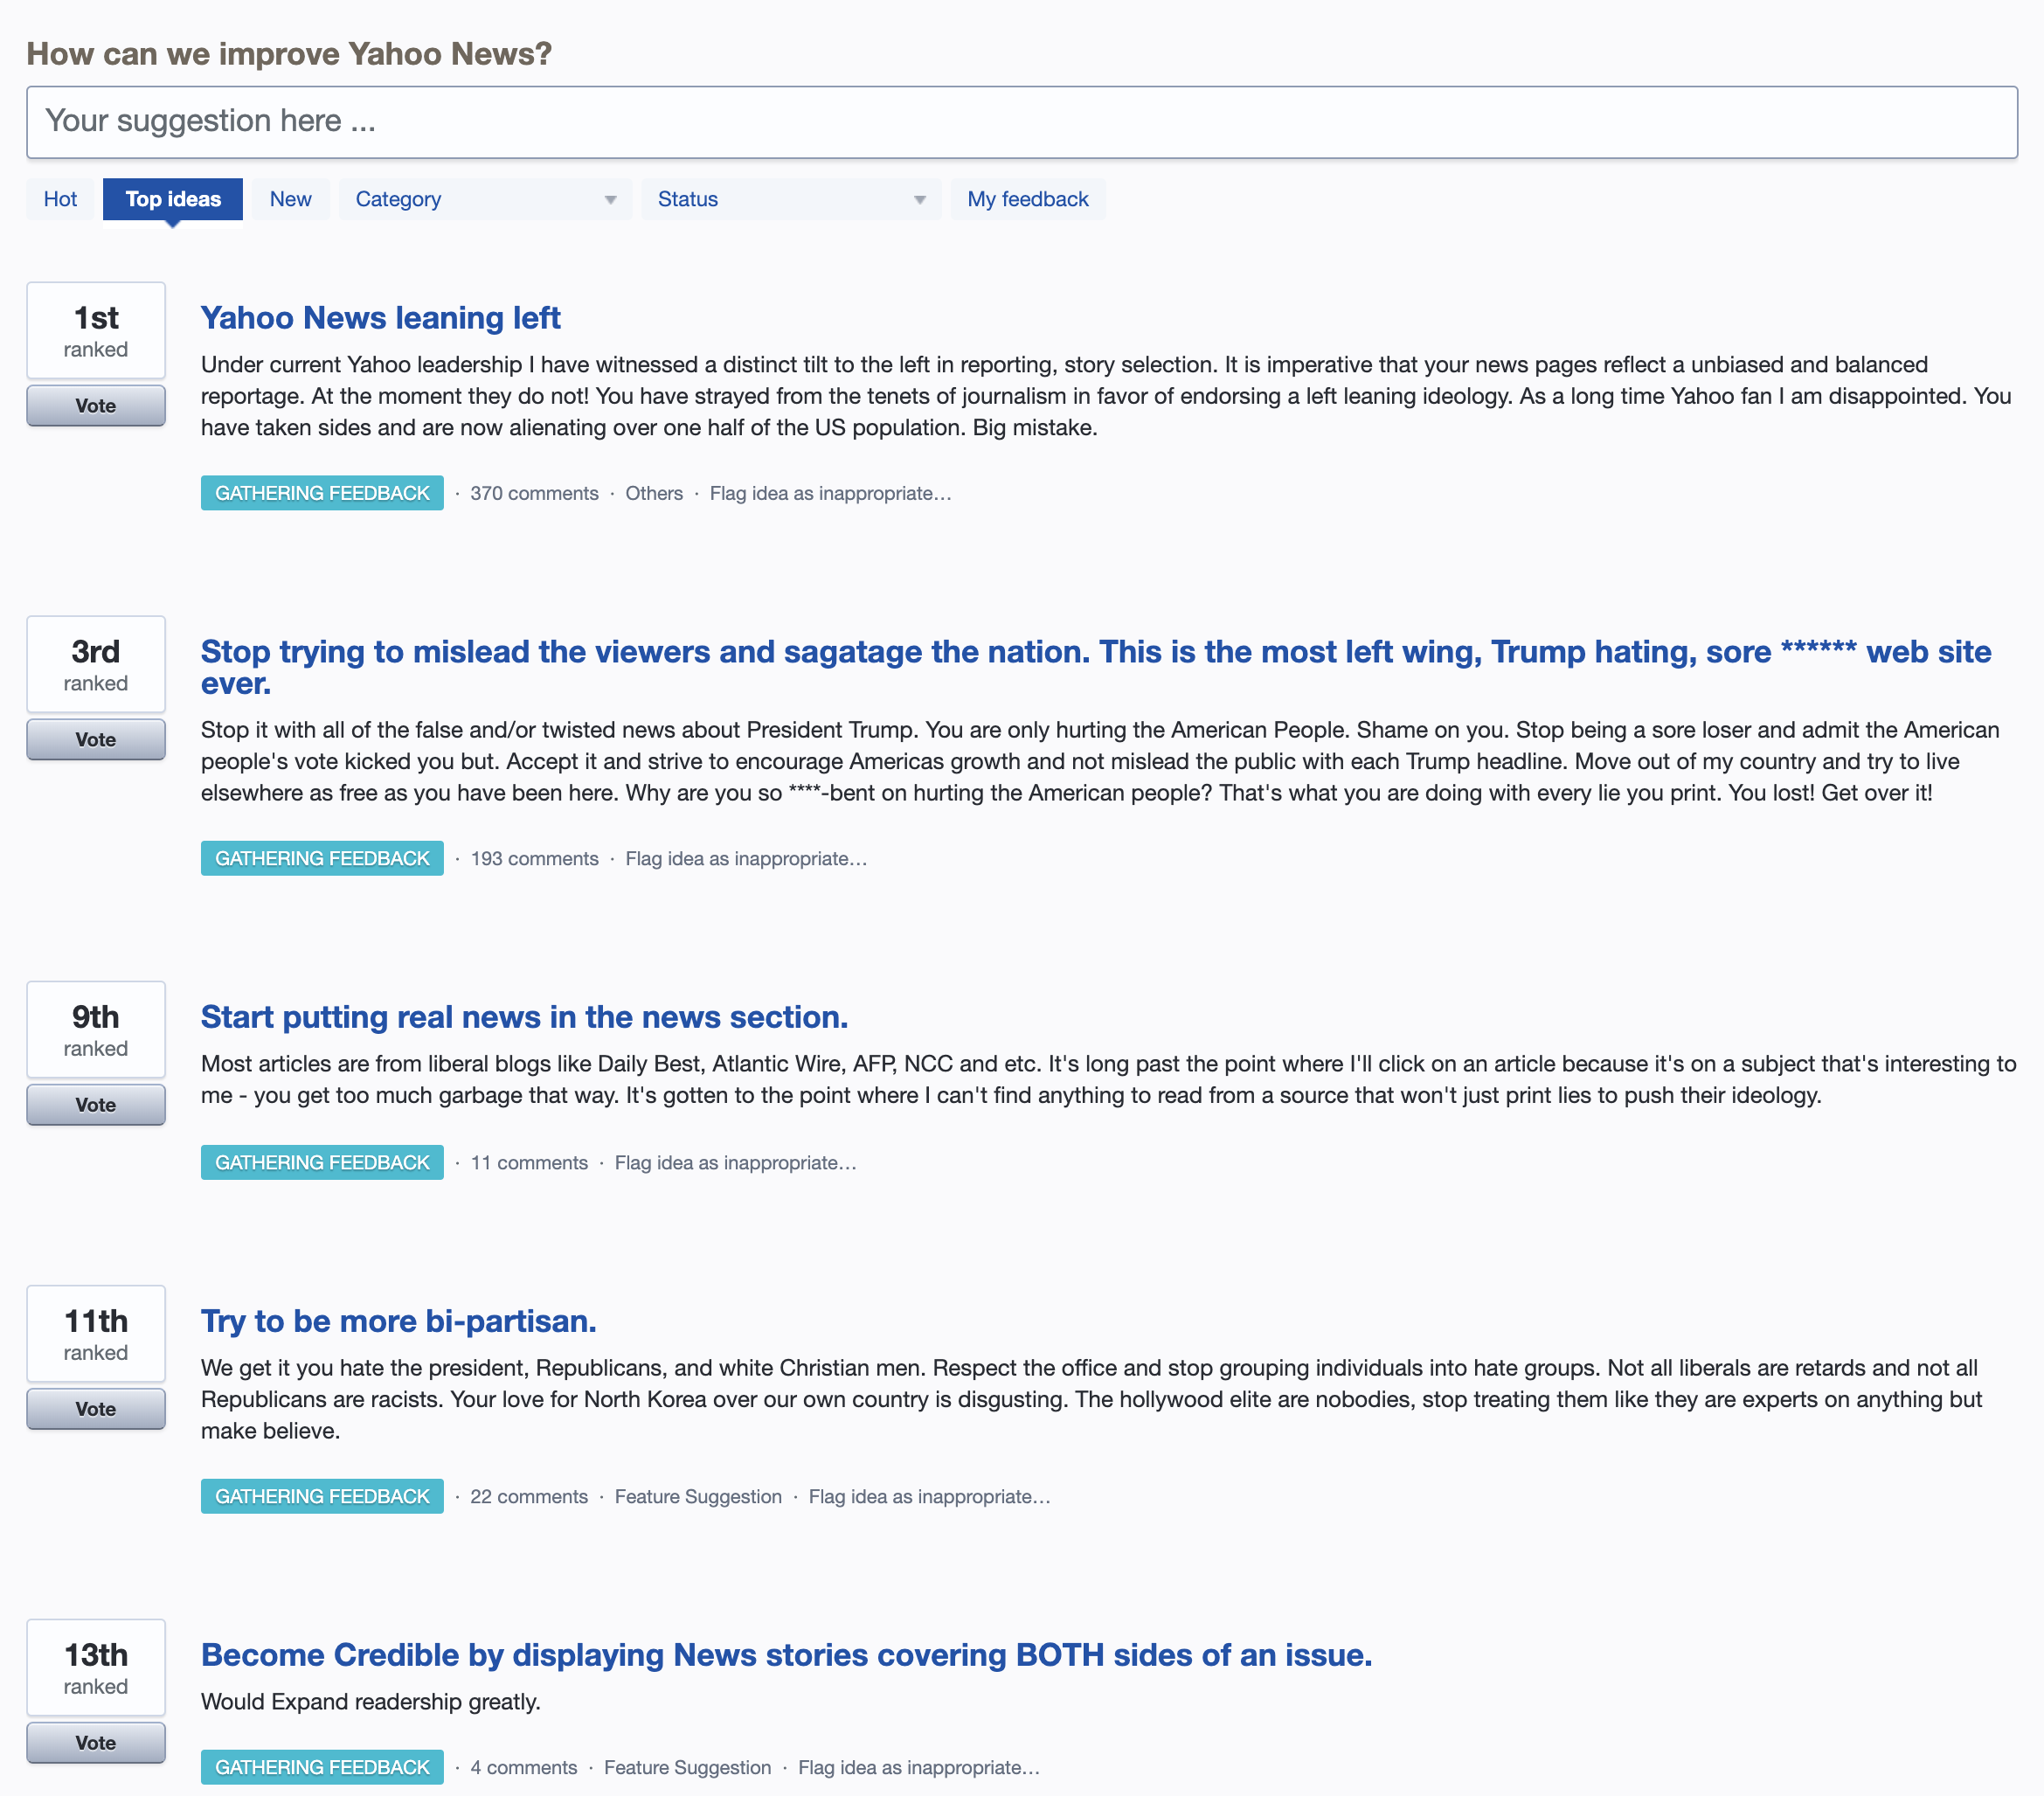 How can we improve Yahoo News?
Your suggestion here ...
Hot Top ideas New Category Status My feedback
1st
ranked
Vote
Yahoo News leaning left
Under current Yahoo leadership I have witnessed a distinct tilt to the left in reporting, story selection. It is imperative that your news pages reflect a unbiased and balanced
reportage. At the moment they do not! You have strayed from the tenets of journalism in favor of endorsing a left leaning ideology. As a long time Yahoo fan I am disappointed. You
have taken sides and are now alienating over one half of the US population. Big mistake.
GATHERING FEEDBACK · 370 comments · Others · Flag idea as inappropriate…
3rd
ranked
Vote
Stop trying to mislead the viewers and sagatage the nation. This is the most left wing, Trump hating, sore ****** web site
ever.
Stop it with all of the false and/or twisted news about President Trump. You are only hurting the American People. Shame on you. Stop being a sore loser and admit the American
people's vote kicked you but. Accept it and strive to encourage Americas growth and not mislead the public with each Trump headline. Move out of my country and try to live
elsewhere as free as you have been here. Why are you so ****-bent on hurting the American people? That's what you are doing with every lie you print. You lost! Get over it!
GATHERING FEEDBACK · 193 comments · Flag idea as inappropriate…
9th
ranked
Vote
Start putting real news in the news section.
Most articles are from liberal blogs like Daily Best, Atlantic Wire, AFP, NCC and etc. It's long past the point where I'll click on an article because it's on a subject that's interesting to
me - you get too much garbage that way. It's gotten to the point where I can't find anything to read from a source that won't just print lies to push their ideology.
GATHERING FEEDBACK · 11 comments · Flag idea as inappropriate…
11th
ranked
Vote
Try to be more bi-partisan.
We get it you hate the president, Republicans, and white Christian men. Respect the office and stop grouping individuals into hate groups. Not all liberals are retards and not all
Republicans are racists. Your love for North Korea over our own country is disgusting. The hollywood elite are nobodies, stop treating them like they are experts on anything but
make believe.
GATHERING FEEDBACK · 22 comments · Feature Suggestion · Flag idea as inappropriate…
13th
ranked
Vote
Become Credible by displaying News stories covering BOTH sides of an issue.
Would Expand readership greatly.
GATHERING FEEDBACK · 4 comments · Feature Suggestion · Flag idea as inappropriate…